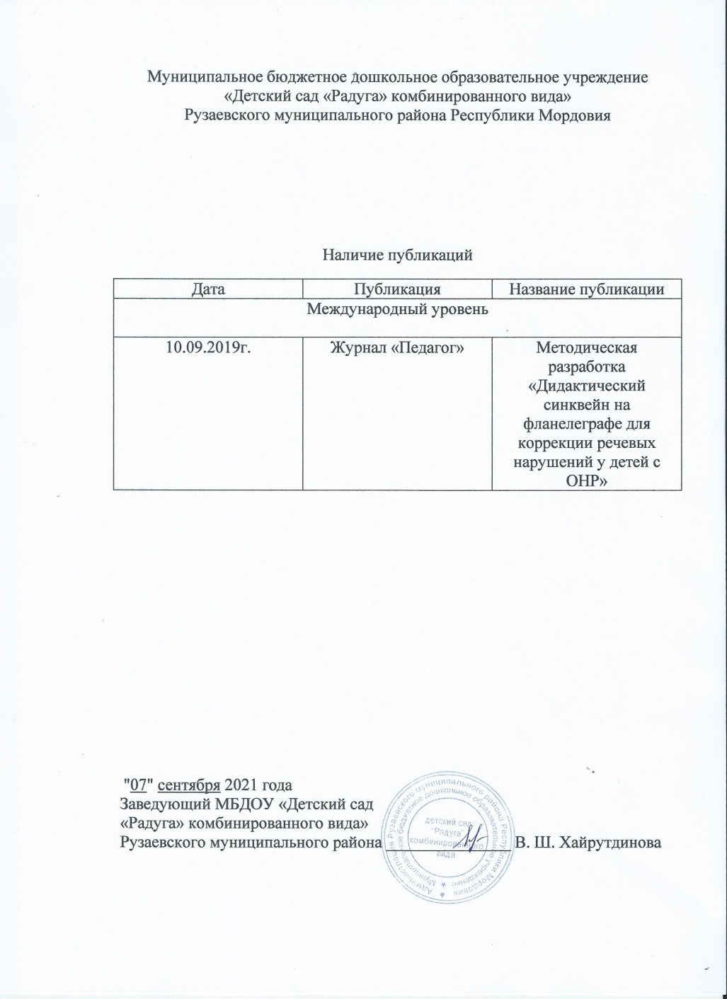 Муниципальное бюджетное дошкольное образовательное учреждение
«Детский сад «Радуга» комбинированного вида»
Рузаевского муниципального района Республики Мордовия
Наличие публикаций
Дата Публикация Название публикации
Международный уровень
10.09.2019г. Журнал «Педагог» Методическая
разработка
«Дидактический
синквейн на
фланелеграфе для
коррекции речевых
нарушений у детей с
ОНР»
"07" сентября 2021 года
Заведующий МБДОУ «Детский сад
«Радуга» комбинированного вида»
Рузаевского муниципального района В. Ш. Хайрутдинова
Администрация Рузаевского муниципального района Республики Мордовия
Муниципальное бюджетное дошкольное образовательное учреждение
детский сад
"Радуга"
комбинированного
вида